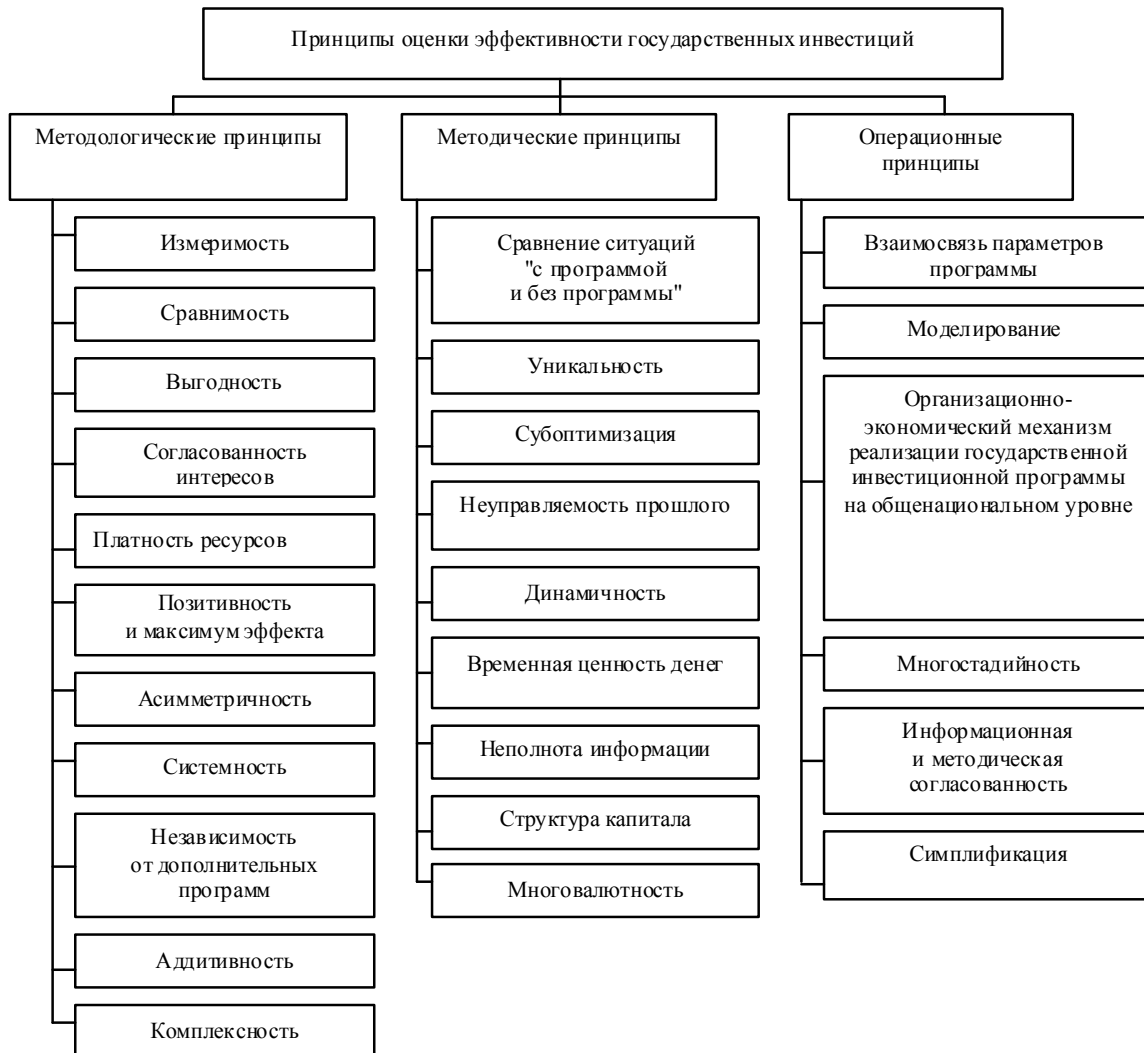 Принципы оценки эффективности государственных инвестиций
Методологические принципы
Измеримость
Сравнимость
Выгодность
Согласованность
интересов
Платность ресурсов
Позитивность
и максимум эффекта
Асимметричность
Системность
Независимость
от дополнительных
программ
Аддитивность
Комплексность
Методические принципы
Сравнение ситуаций
"с программой
и без программы"
Уникальность
Субоптимизация
Неуправляемость прошлого
Динамичность
Временная ценность денег
Неполнота информации
Структура капитала
Многовалютность
Операционные
принципы
Взаимосвязь параметров
программы
Моделирование
Организационно-
экономический механизм
реализации государственной
инвестиционной программы
на общенациональном уровне
Многостадийность
Информационная
и методическая
согласованность
Симплификация